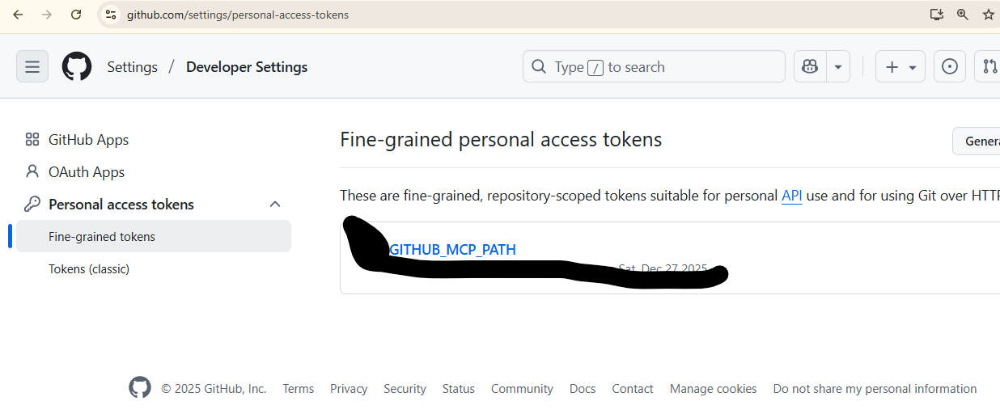 github.com/settings/personal-access-tokens
Settings / Developer Settings
Type / to search
GitHub Apps
OAuth Apps
Personal access tokens
Fine-grained tokens
Tokens (classic)
Fine-grained personal access tokens
These are fine-grained, repository-scoped tokens suitable for personal API use and for using Git over
GITHUB_MCP_PATH
Sat, Dec 27 2025
© 2025 GitHub, Inc. Terms Privacy Security Status Community Docs Contact Manage cookies Do not share my personal information